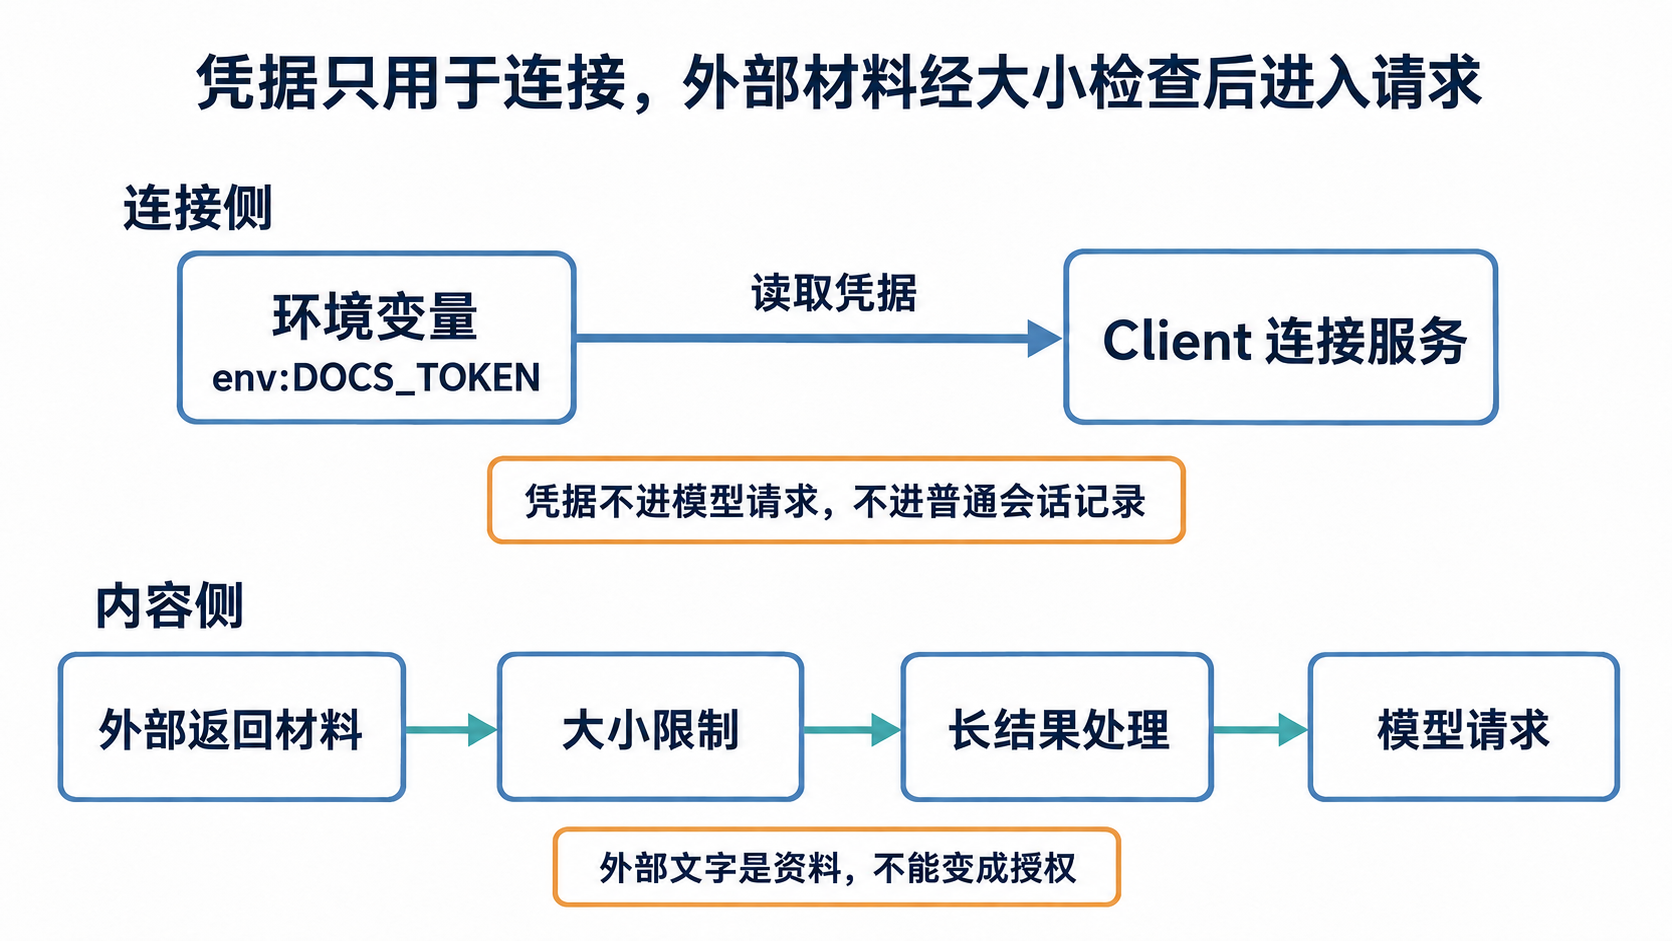 凭据只用于连接，外部材料经大小检查后进入请求
连接侧
环境变量
env:DOCS_TOKEN
读取凭据
Client 连接服务
凭据不进模型请求，不进普通会话记录
内容侧
外部返回材料
大小限制
长结果处理
模型请求
外部文字是资料，不能变成授权